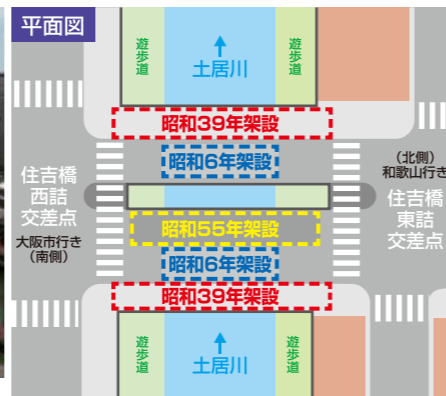 平面図
遊歩道
土居川
遊歩道
昭和39年架設
昭和6年架設
住吉橋
西詰
交差点
大阪市行き
(南側)
(北側)
和歌山行き
住吉橋
東詰
交差点
昭和55年架設
昭和6年架設
昭和39年架設
遊歩道
土居川
遊歩道